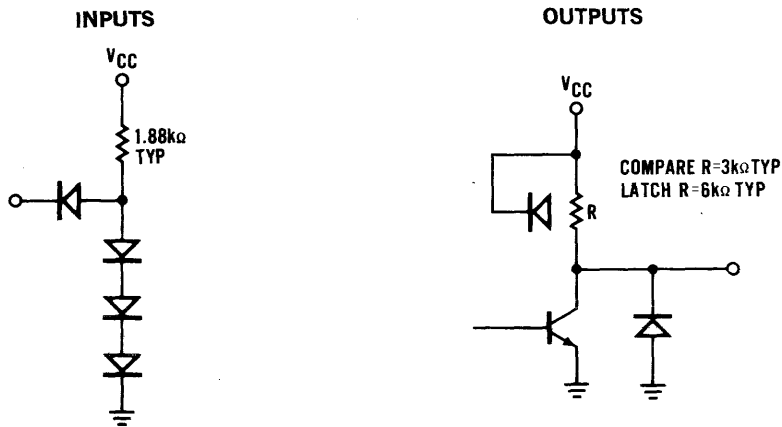 INPUTS
VCC
1.88kΩ
TYP
OUTPUTS
VCC
R
COMPARE R=3kΩ TYP
LATCH R=6kΩ TYP